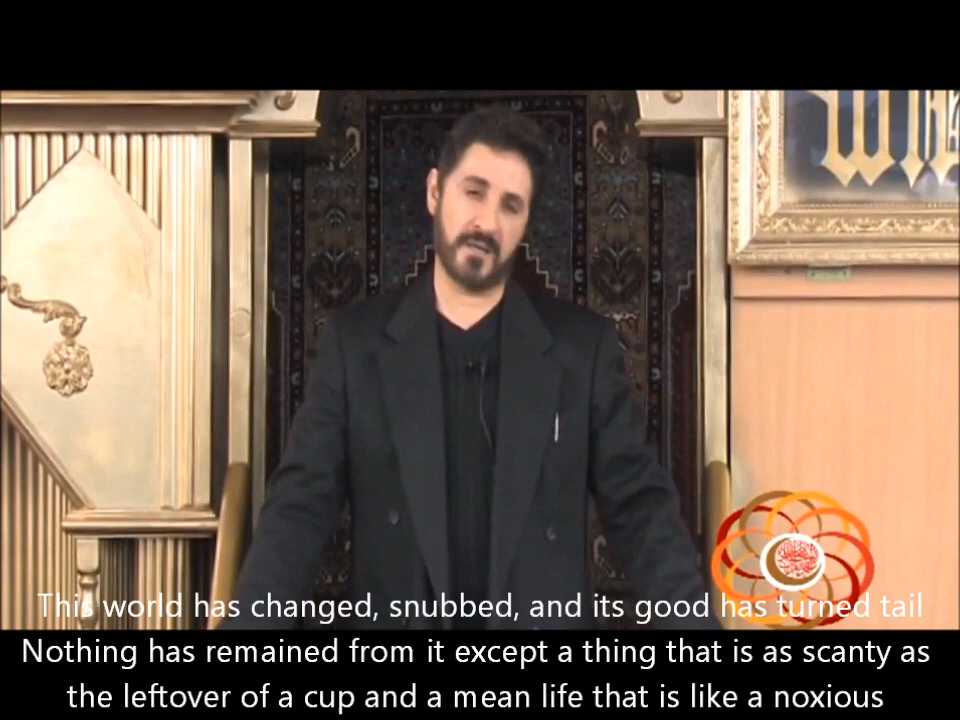 This world has changed, snubbed, and its good has turned tail
Nothing has remained from it except a thing that is as scanty as
the leftover of a cup and a mean life that is like a noxious